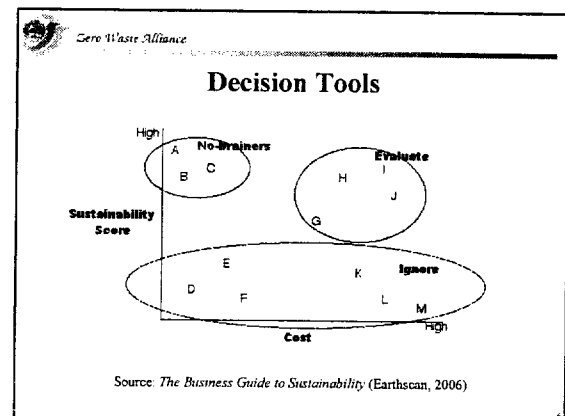 Zero Waste Alliance
Decision Tools
High
No-Brainers
Evaluate
A
B
C
H
I
J
G
Sustainability
Score
E
D
F
K
L
M
Ignore
High
Cost
Source: The Business Guide to Sustainability (Earthscan, 2006)